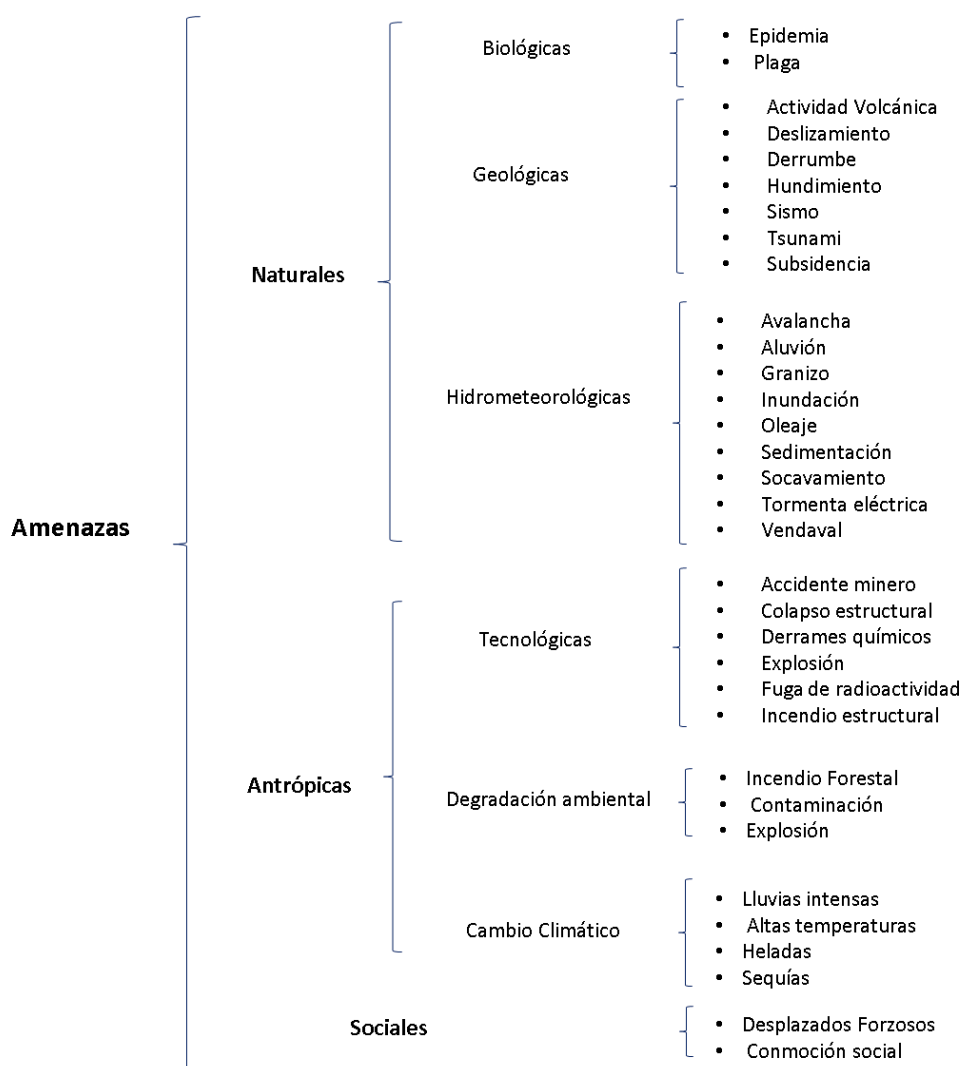 Amenazas
Naturales
Biológicas
• Epidemia
• Plaga
Geológicas
• Actividad Volcánica
• Deslizamiento
• Derrumbe
• Hundimiento
• Sismo
• Tsunami
• Subsidencia
Hidrometeorológicas
• Avalancha
• Aluvión
• Granizo
• Inundación
• Oleaje
• Sedimentación
• Socavamiento
• Tormenta eléctrica
• Vendaval
Antrópicas
Tecnológicas
• Accidente minero
• Colapso estructural
• Derrames químicos
• Explosión
• Fuga de radioactividad
• Incendio estructural
Degradación ambiental
• Incendio Forestal
• Contaminación
• Explosión
Cambio Climático
• Lluvias intensas
• Altas temperaturas
• Heladas
• Sequías
Sociales
• Desplazados Forzosos
• Conmoción social